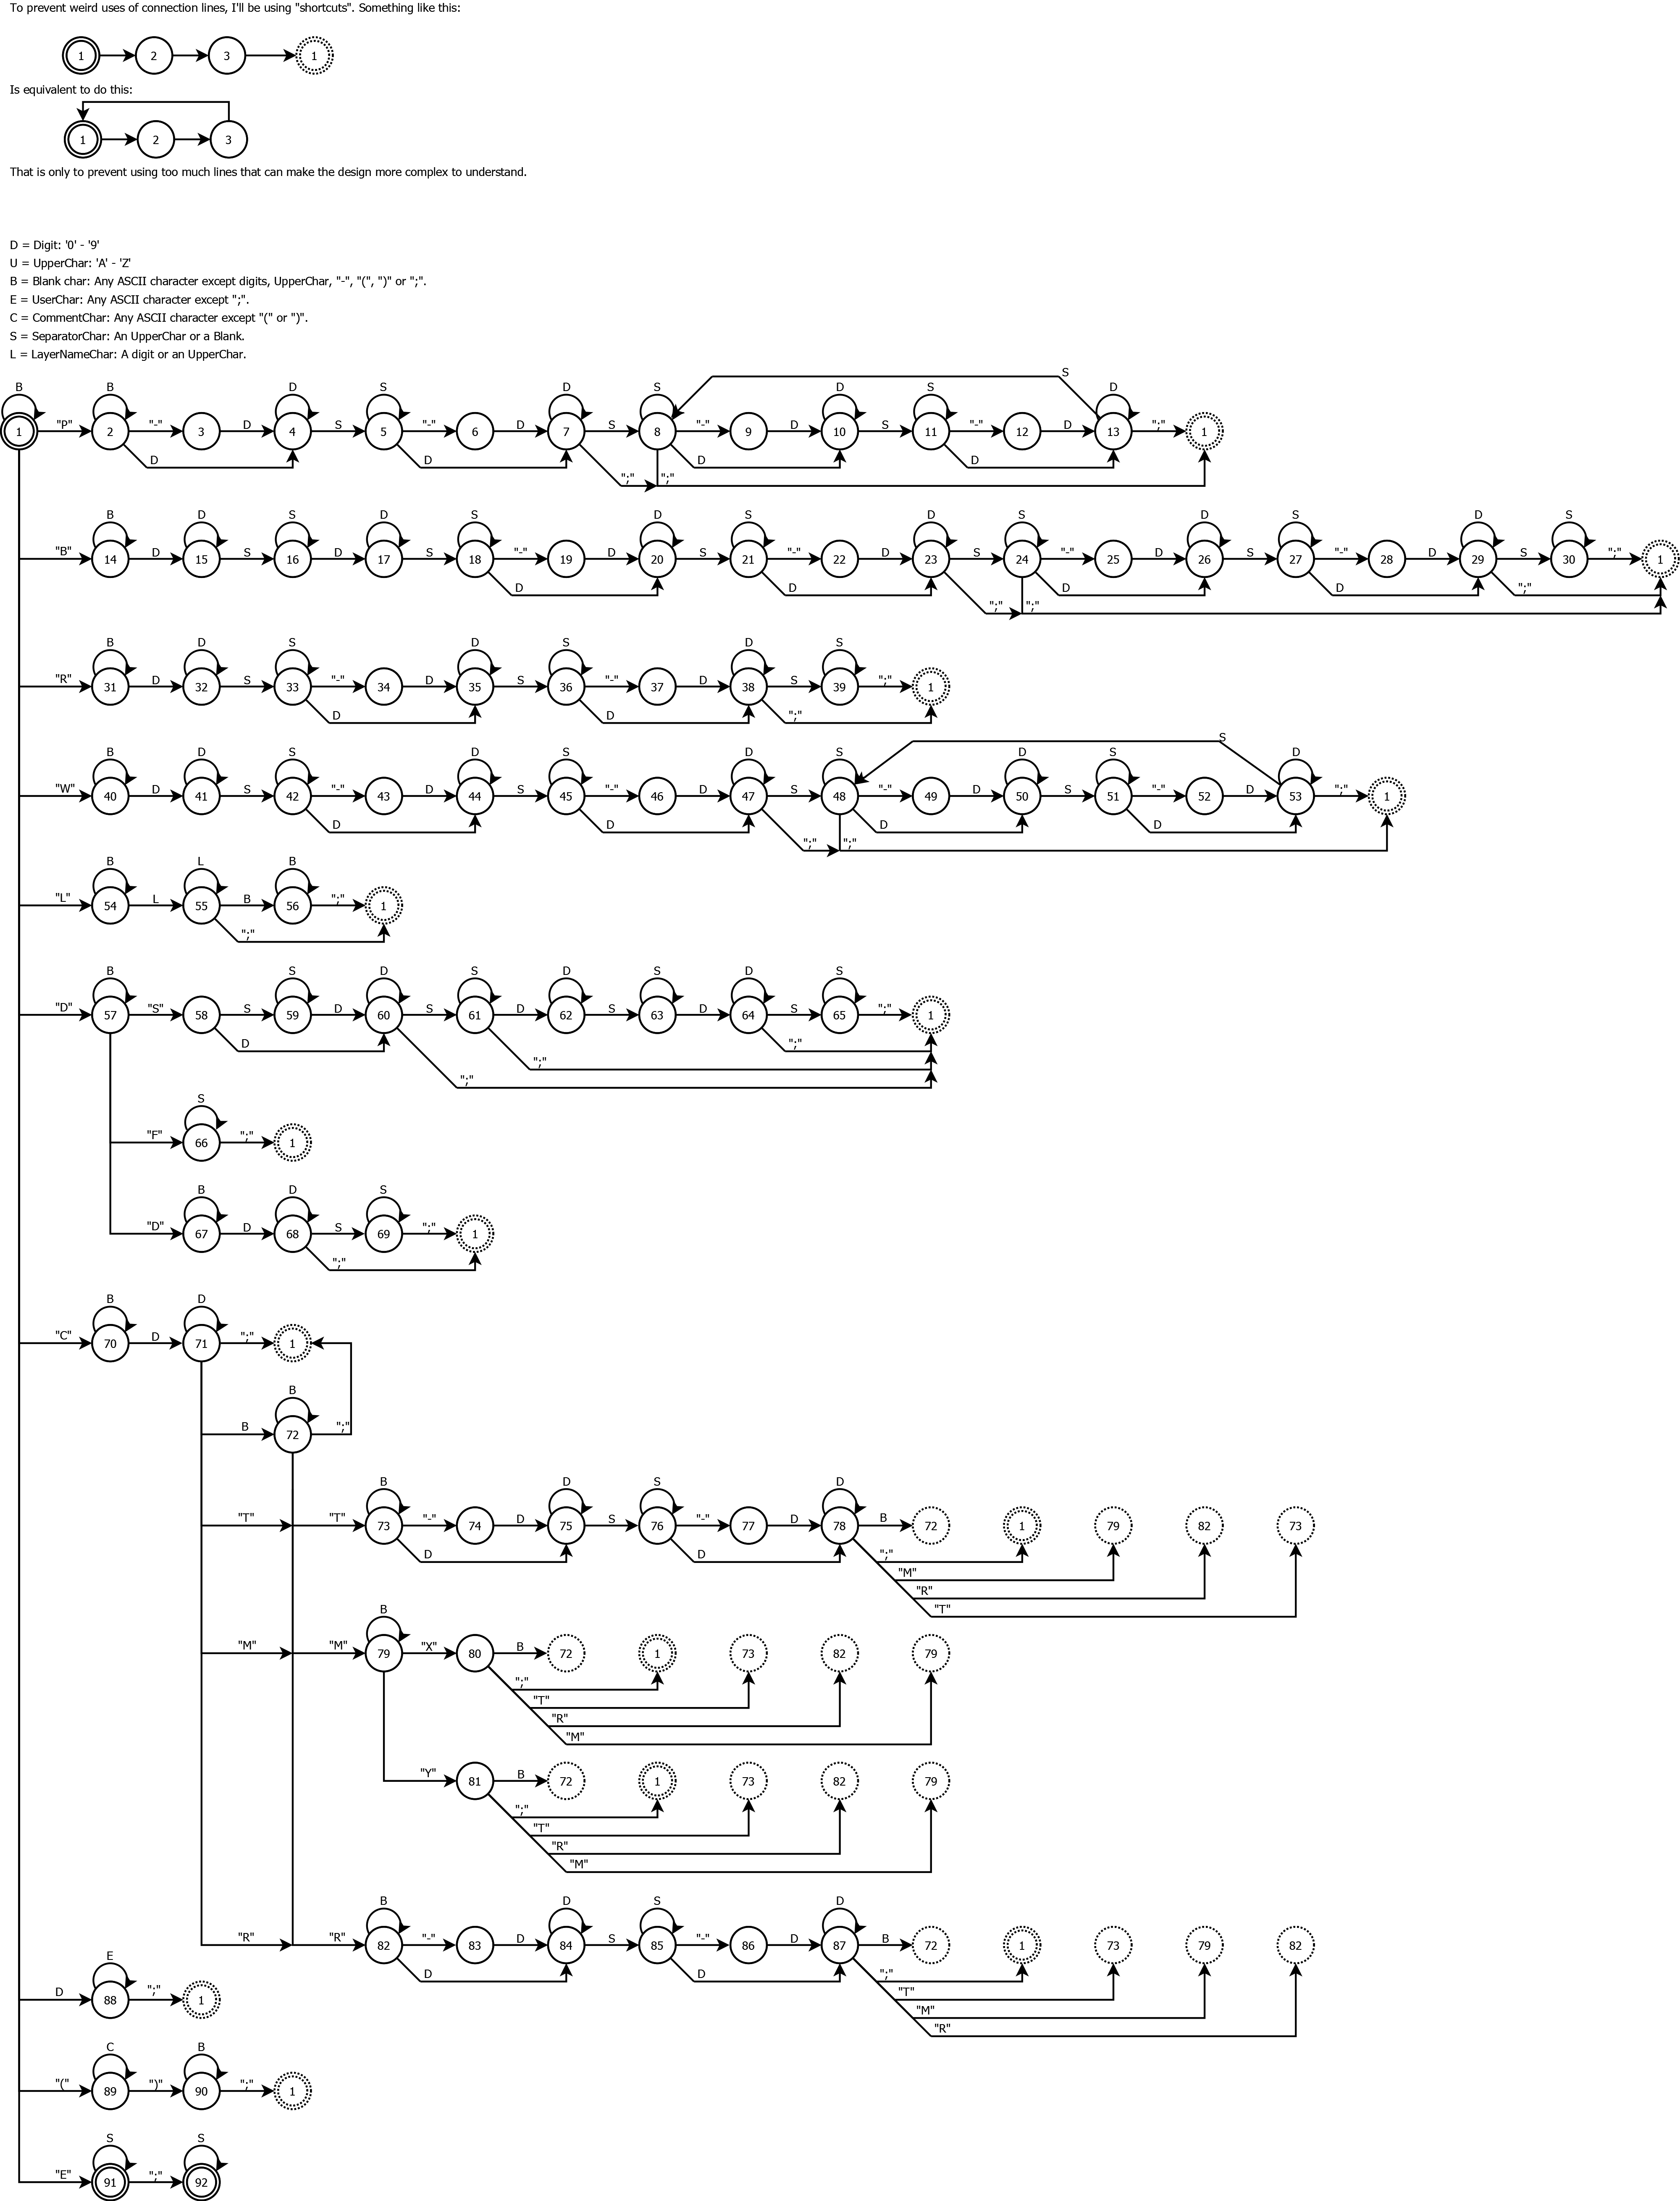 To prevent weird uses of connection lines, I'll be using "shortcuts". Something like this:
1 2 3 1
Is equivalent to do this:
1 2 3
That is only to prevent using too much lines that can make the design more complex to understand.
D = Digit: '0' - '9'
U = UpperChar: 'A' - 'Z'
B = Blank char: Any ASCII character except digits, UpperChar, "-", "(", ")" or ";".
E = UserChar: Any ASCII character except ";".
C = CommentChar: Any ASCII character except "(" or ")".
S = SeparatorChar: An UpperChar or a Blank.
L = LayerNameChar: A digit or an UpperChar.
S
B B D S D S D S D
1 "P" 2 "-" 3 D 4 S 5 "-" 6 D 7 S 8 "-" 9 D 10 S 11 "-" 12 D 13 ";" 1
D D D D
";" ";"
B D S D S D S D S D S D S
"B" 14 D 15 S 16 D 17 S 18 "-" 19 D 20 S 21 "-" 22 D 23 S 24 "-" 25 D 26 S 27 "-" 28 D 29 S 30 ";" 1
D D D D ";"
";" ";"
B D S D S D S
"R" 31 D 32 S 33 "-" 34 D 35 S 36 "-" 37 D 38 S 39 ";" 1
D D ";"
S
B D S D S D S D S D
"W" 40 D 41 S 42 "-" 43 D 44 S 45 "-" 46 D 47 S 48 "-" 49 D 50 S 51 "-" 52 D 53 ";" 1
D D D D
";" ";"
B L B
"L" 54 L 55 B 56 ";" 1
";"
B S D S D S D S
"D" 57 "S" 58 S 59 D 60 S 61 D 62 S 63 D 64 S 65 ";" 1
D ";"
";"
";"
S
"F" 66 ";" 1
B D S
"D" 67 D 68 S 69 ";" 1
";"
B D
"C" 70 D 71 ";" 1
B
B 72 ";"
B D S D
"T" "T" 73 "-" 74 D 75 S 76 "-" 77 D 78 B 72 1 79 82 73
D D ";"
"M"
"R"
"T"
B
"M" "M" 79 "X" 80 B 72 1 73 82 79
";"
"T"
"R"
"M"
"Y" 81 B 72 1 73 82 79
";"
"T"
"R"
"M"
B D S D
"R" "R" 82 "-" 83 D 84 S 85 "-" 86 D 87 B 72 1 73 79 82
D D ";"
"T"
"M"
"R"
E
D 88 ";" 1
C B
"(" 89 ")" 90 ";" 1
S S
"E" 91 ";" 92